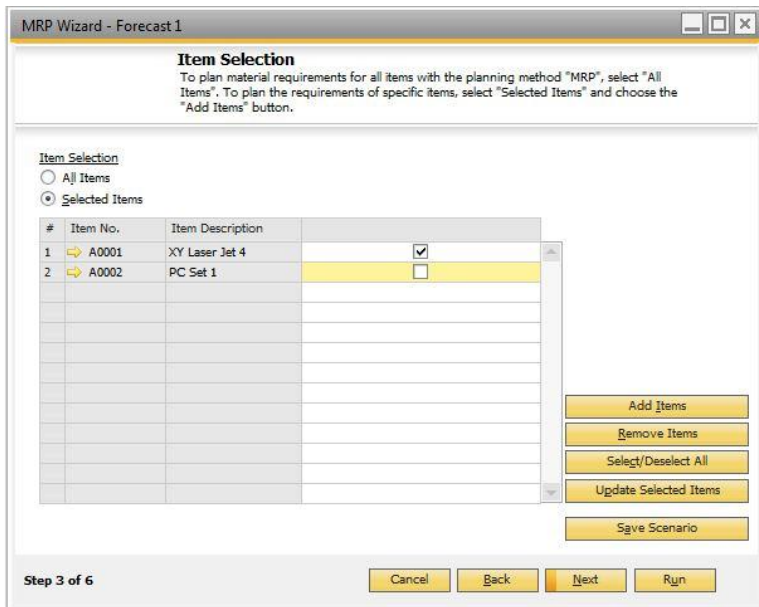 MRP Wizard - Forecast 1
Item Selection
To plan material requirements for all items with the planning method "MRP", select "All
Items". To plan the requirements of specific items, select "Selected Items" and choose the
"Add Items" button.
Item Selection
All Items
Selected Items
# Item No. Item Description
1 A0001 XY Laser Jet 4
2 A0002 PC Set 1
Add Items
Remove Items
Select/Deselect All
Update Selected Items
Save Scenario
Step 3 of 6 Cancel Back Next Run